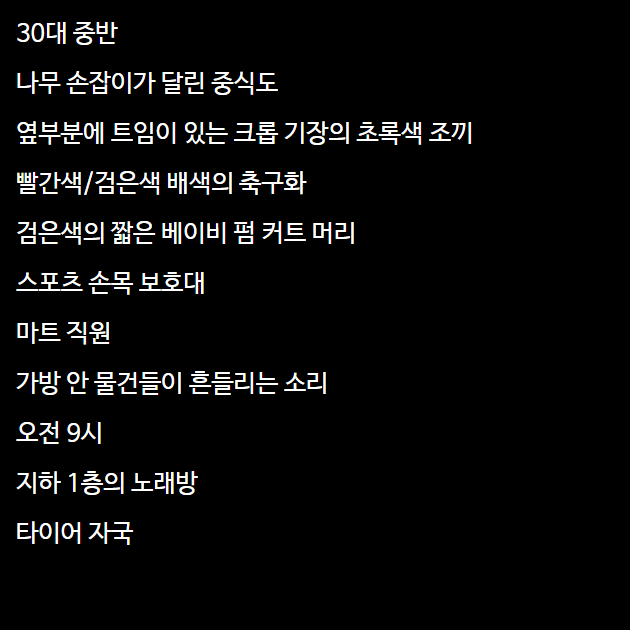 30대 중반
나무 손잡이가 달린 중식도
옆부분에 트임이 있는 크롭 기장의 초록색 조끼
빨간색/검은색 배색의 축구화
검은색의 짧은 베이비 펌 커트 머리
스포츠 손목 보호대
마트 직원
가방 안 물건들이 흔들리는 소리
오전 9시
지하 1층의 노래방
타이어 자국